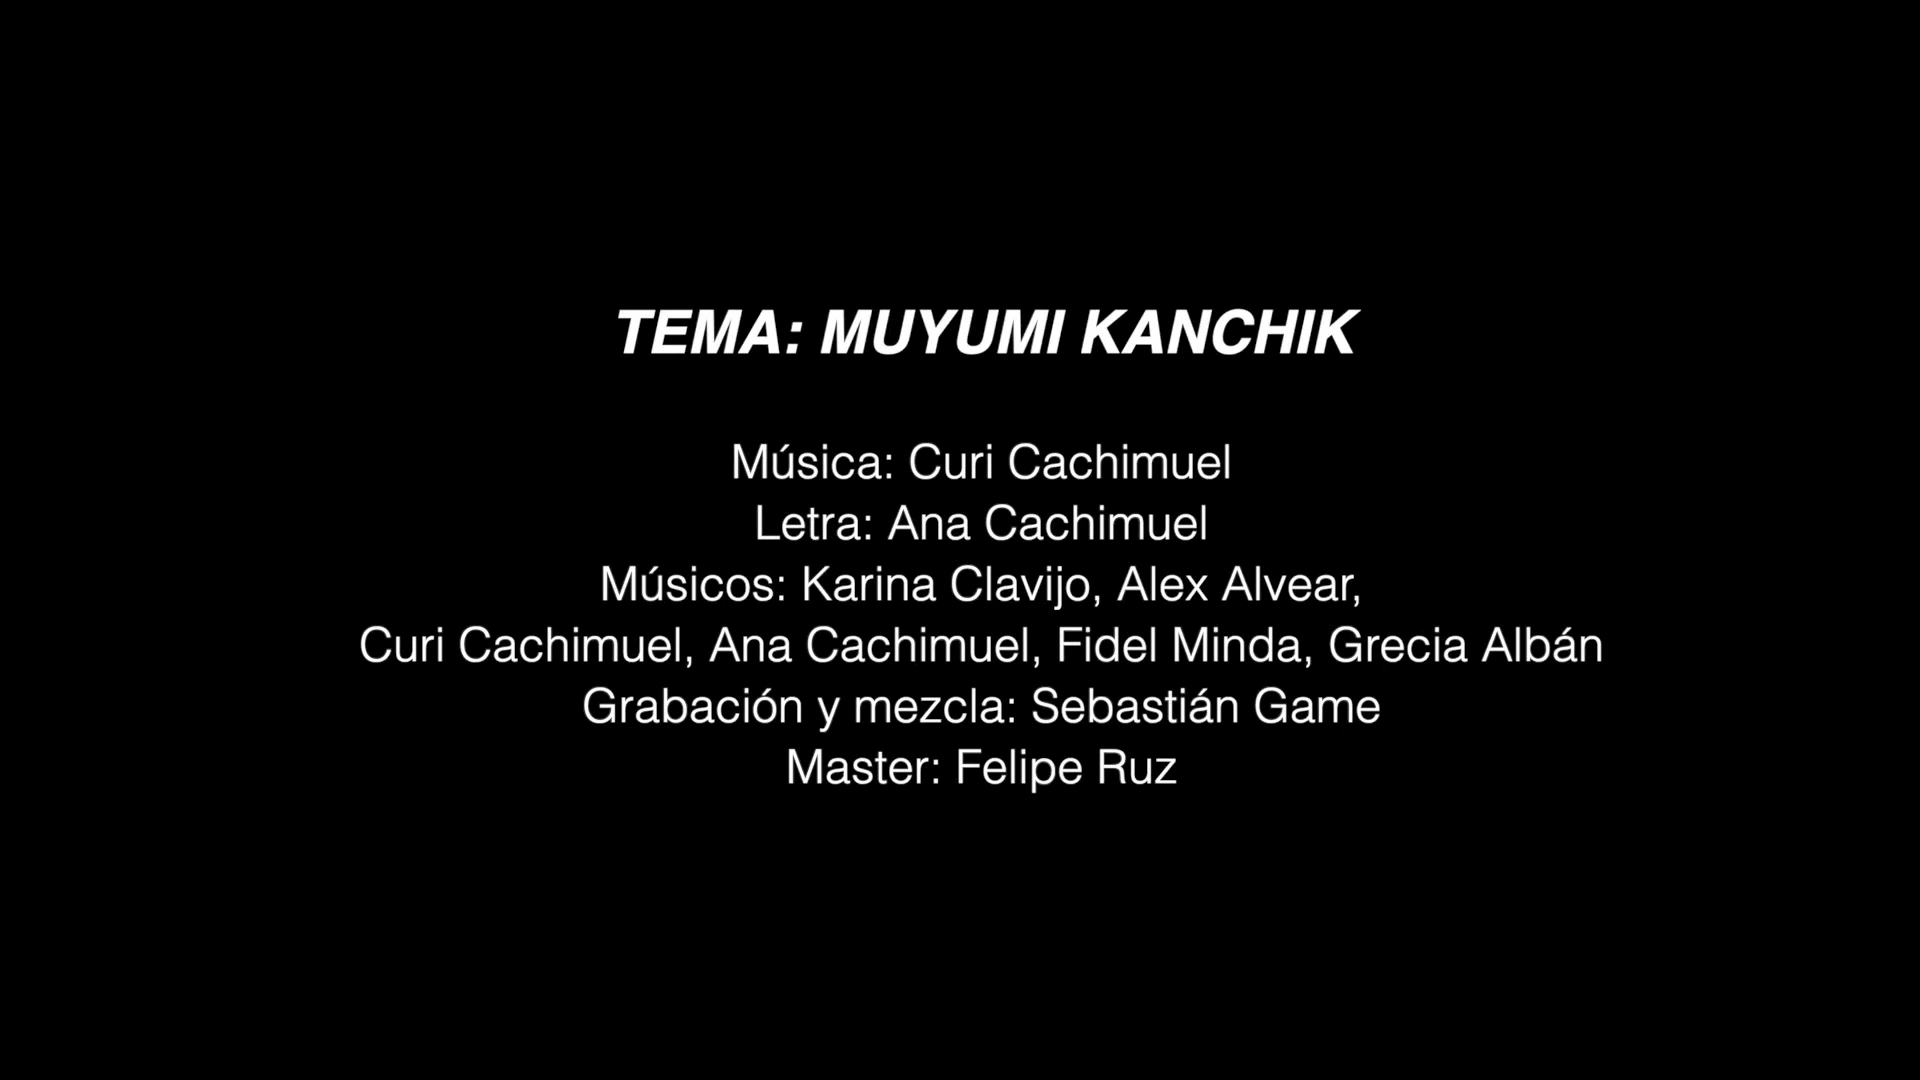 TEMA: MUYUMI KANCHIK
Música: Curi Cachimuel
Letra: Ana Cachimuel
Músicos: Karina Clavijo, Alex Alvear,
Curi Cachimuel, Ana Cachimuel, Fidel Minda, Grecia Albán
Grabación y mezcla: Sebastián Game
Master: Felipe Ruz